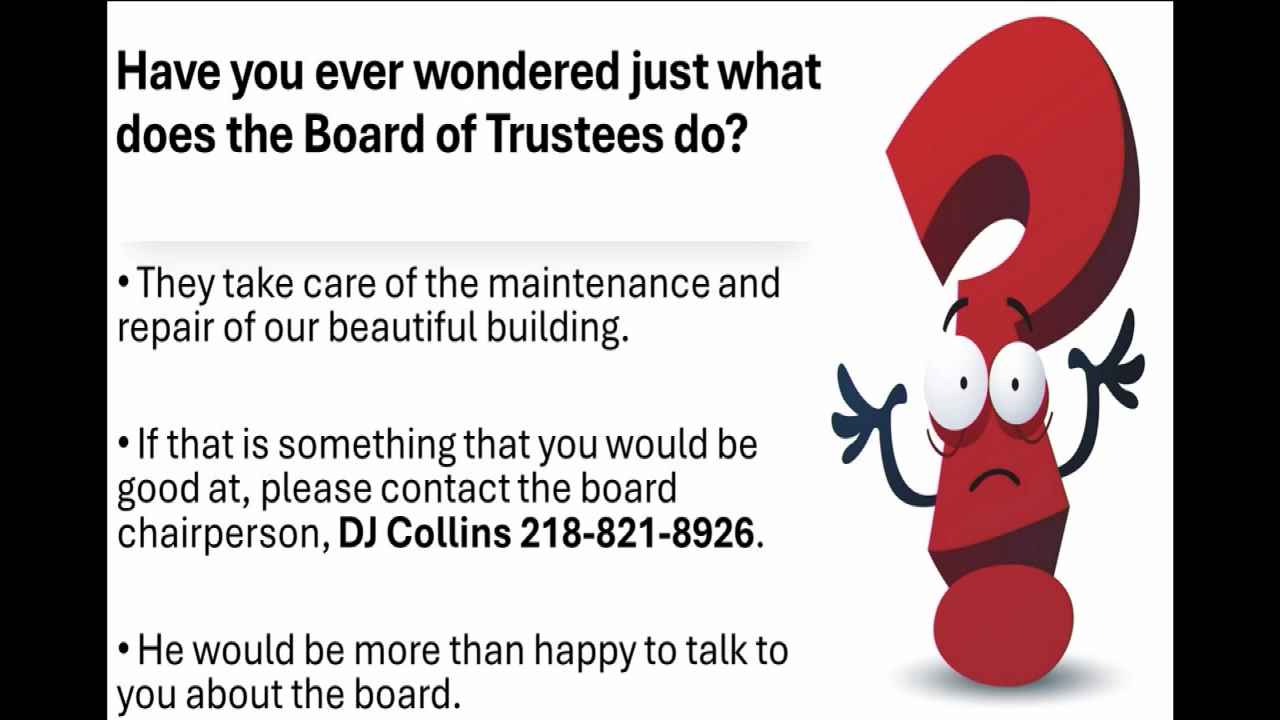 Have you ever wondered just what
does the Board of Trustees do?
• They take care of the maintenance and
repair of our beautiful building.
• If that is something that you would be
good at, please contact the board
chairperson, DJ Collins 218-821-8926.
• He would be more than happy to talk to
you about the board.